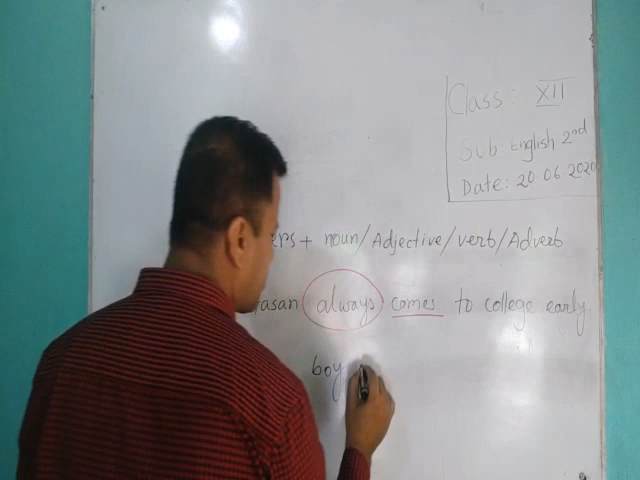 Class: XII
Sub English 2nd
Date: 20.06.2020
+ noun/Adjective/verb/Adverb
always comes to college early
boy